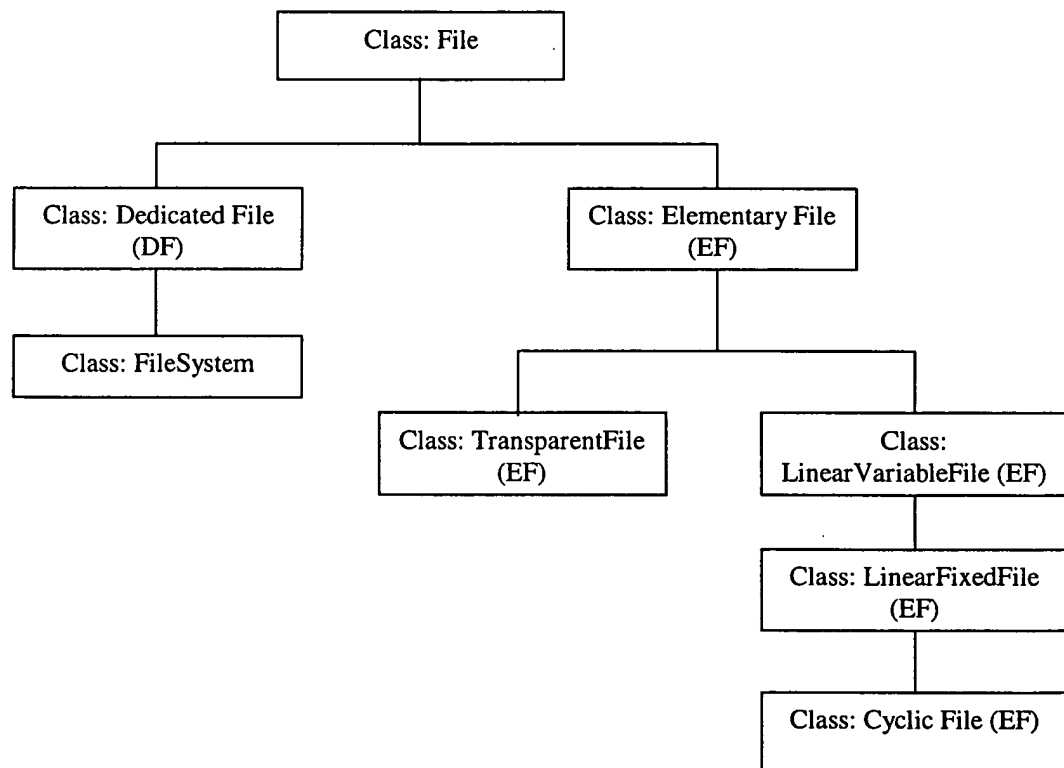 Class: File
Class: Dedicated File
(DF)
Class: Elementary File
(EF)
Class: FileSystem
Class: TransparentFile
(EF)
Class:
LinearVariableFile (EF)
Class: LinearFixedFile
(EF)
Class: Cyclic File (EF)